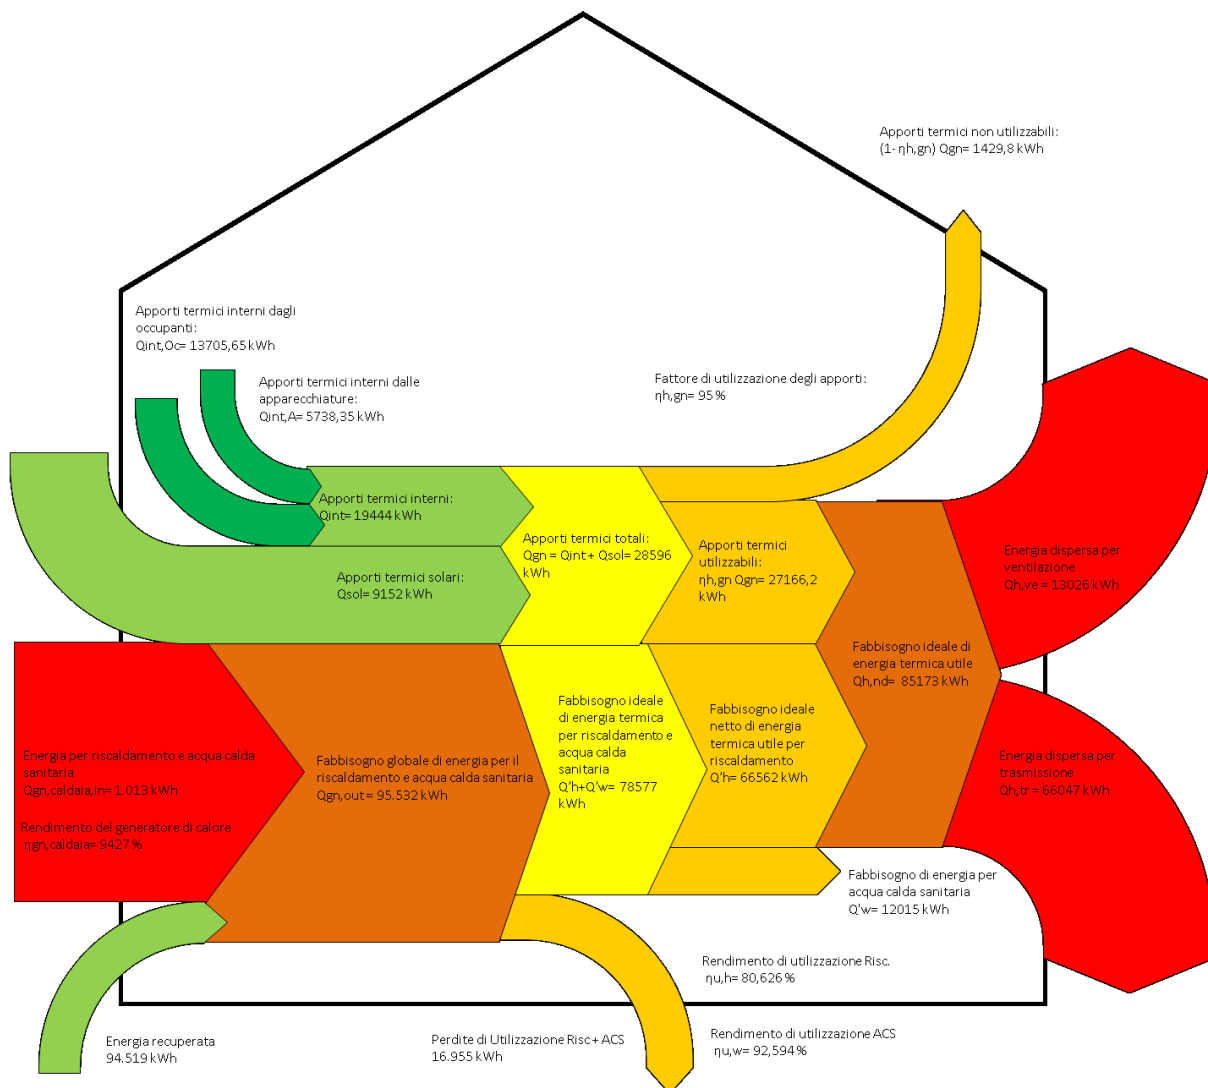 Apporti termici non utilizzabili:
(1- ηh,gn) Qgn= 1429,8 kWh
Apporti termici interni dagli
occupanti:
Qint,Oc= 13705,65 kWh
Apporti termici interni dalle
apparecchiature:
Qint,A= 5738,35 kWh
Fattore di utilizzazione degli apporti:
ηh,gn= 95 %
Apporti termici interni:
Qint= 19444 kWh
Apporti termici totali:
Qgn = Qint + Qsol= 28596
kWh
Apporti termici
utilizzabili:
ηh,gn Qgn= 27166,2
kWh
Energia dispersa per
ventilazione
Qh,ve = 13026 kWh
Apporti termici solari:
Qsol= 9152 kWh
Fabbisogno ideale di
energia termica utile
Qh,nd= 85173 kWh
Fabbisogno ideale
di energia termica
per riscaldamento e
acqua calda
sanitaria
Q'h+Q'w= 78577
kWh
Fabbisogno ideale
netto di energia
termica utile per
riscaldamento
Q'h= 66562 kWh
Energia dispersa per
trasmissione
Qh,tr= 66047 kWh
Energia per riscaldamento e acqua calda
sanitaria
Qgn,caldaia,in= 1.013 kWh
Rendimento del generatore di calore
ηgn,caldaia= 9427 %
Fabbisogno globale di energia per il
riscaldamento e acqua calda sanitaria
Qgn,out= 95.532 kWh
Fabbisogno di energia per
acqua calda sanitaria
Q'w= 12015 kWh
Rendimento di utilizzazione Risc.
ηu,h= 80,626 %
Energia recuperata
94.519 kWh
Perdite di Utilizzazione Risc + ACS
16.955 kWh
Rendimento di utilizzazione ACS
ηu,w= 92,594 %